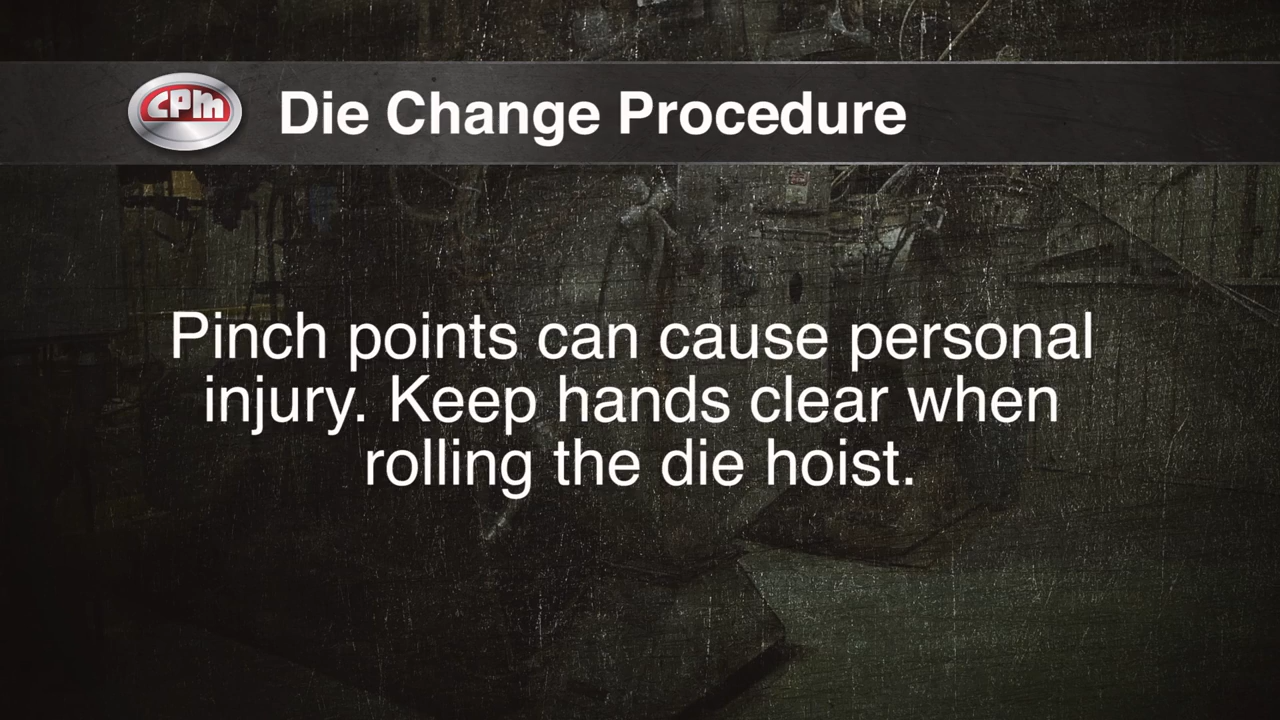 CPM
Die Change Procedure
Pinch points can cause personal
injury. Keep hands clear when
rolling the die hoist.